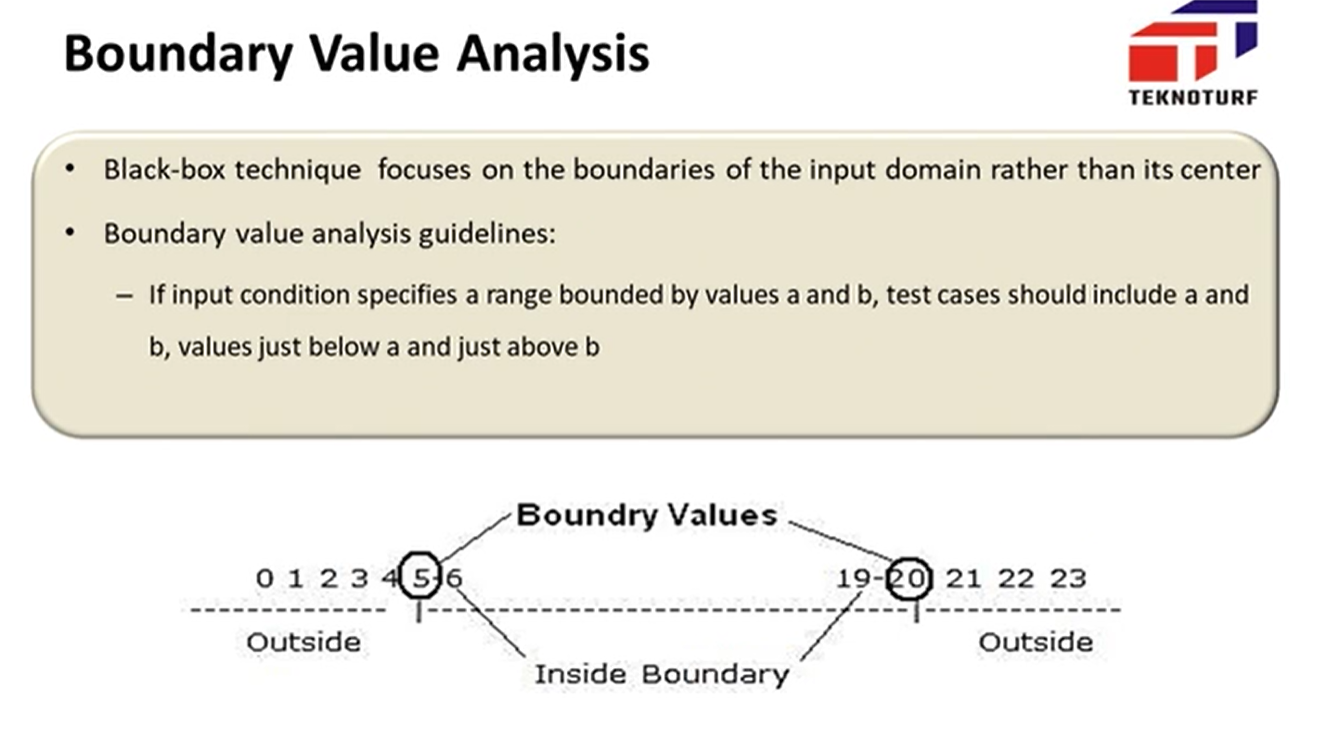 Boundary Value Analysis
TEKNOTURF
• Black-box technique focuses on the boundaries of the input domain rather than its center
• Boundary value analysis guidelines:
– If input condition specifies a range bounded by values a and b, test cases should include a and
b, values just below a and just above b
Boundry Values
0 1 2 3 4 5-6 19-20 21 22 23
Outside Outside
Inside Boundary